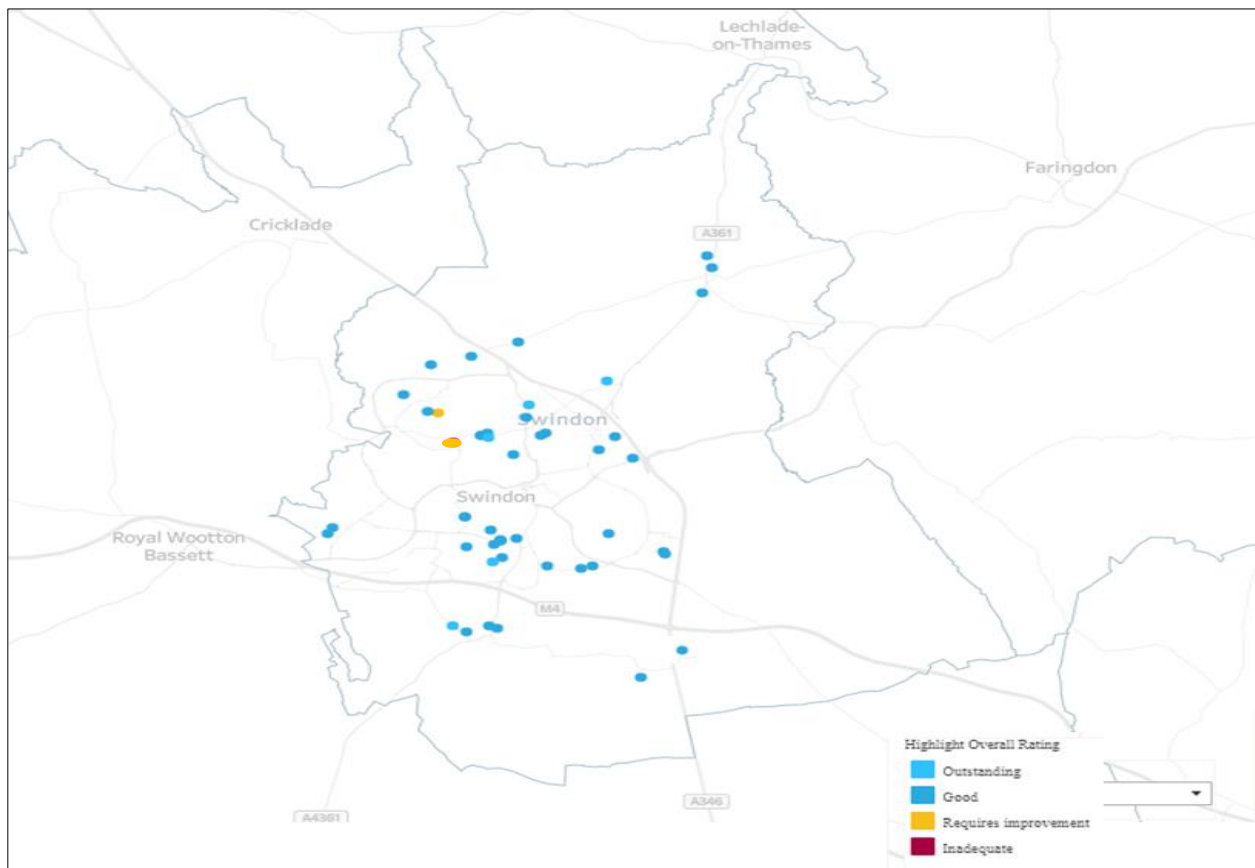 Lechlade-
on-Thames
Faringdon
Cricklade
A361
Swindon
Swindon
Royal Wootton
Bassett
M4
Highlight Overall Rating
Outstanding
Good
Requires improvement
Inadequate
A4361
A346